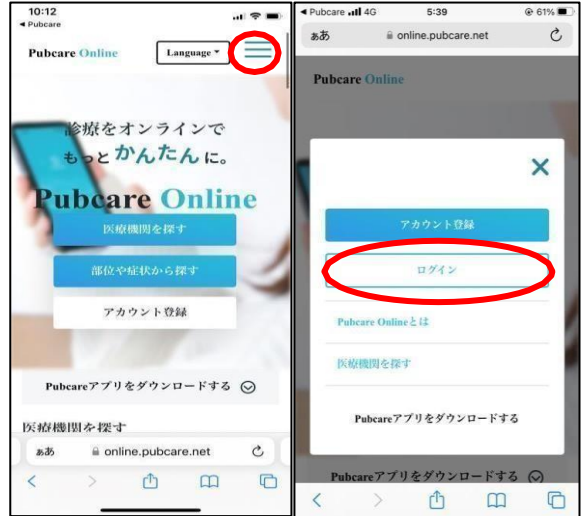 10:12
◀ Pubcare
Pubcare Online
Language
診療をオンラインで
もっとかんたんに。
Pubcare Online
医療機関を探す
部位や症状から探す
アカウント登録
Pubcareアプリをダウンロードする
医療機関を探す
ぁあ
online.pubcare.net
◀ Pubcare 4G
5:39
61%
ぁあ
online.pubcare.net
Pubcare Online
アカウント登録
ログイン
Pubcare Onlineとは
医療機関を探す
Pubcareアプリをダウンロードする
Pubcareアプリをダウンロードする